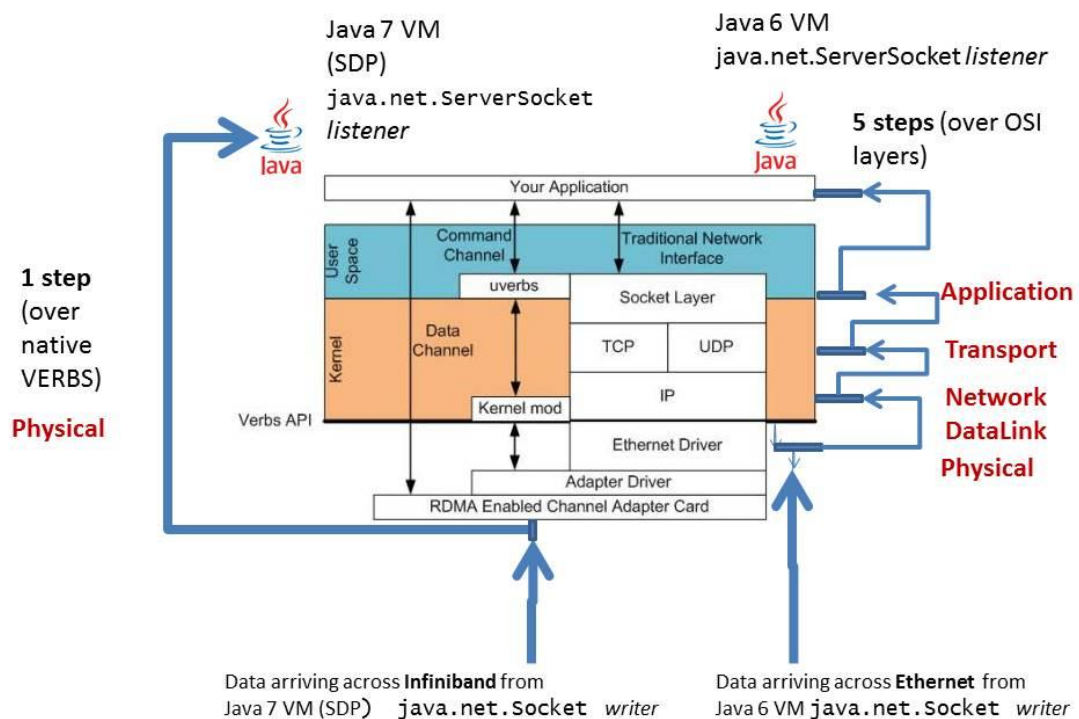 Java 7 VM
(SDP)
java.net.ServerSocket
listener
Java 6 VM
java.net.ServerSocket listener
Java
Java
5 steps (over OSI
layers)
Your Application
User
Space
Command
Channel
Traditional Network
Interface
uverbs
Socket Layer
Kernel
Data
Channel
TCP
UDP
IP
Kernel mod
Verbs API
Ethernet Driver
Adapter Driver
RDMA Enabled Channel Adapter Card
1 step
(over
native
VERBS)
Physical
Application
Transport
Network
DataLink
Physical
Data arriving across Infiniband from
Java 7 VM (SDP) java.net.Socket writer
Data arriving across Ethernet from
Java 6 VM java.net.Socket writer